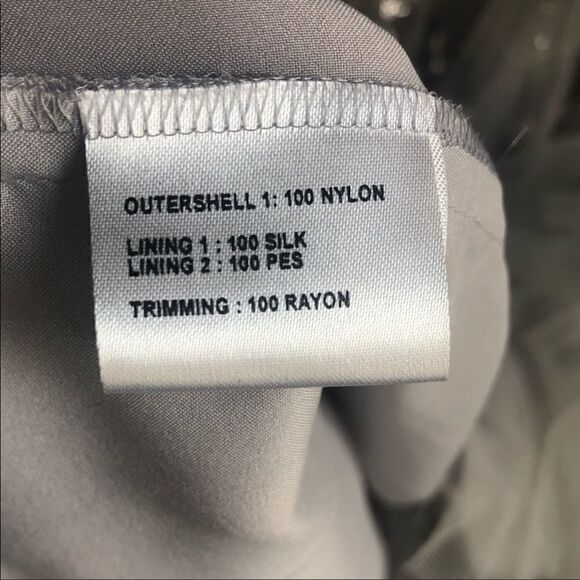 OUTERSHELL 1: 100 NYLON
LINING 1 : 100 SILK
LINING 2 : 100 PES
TRIMMING : 100 RAYON